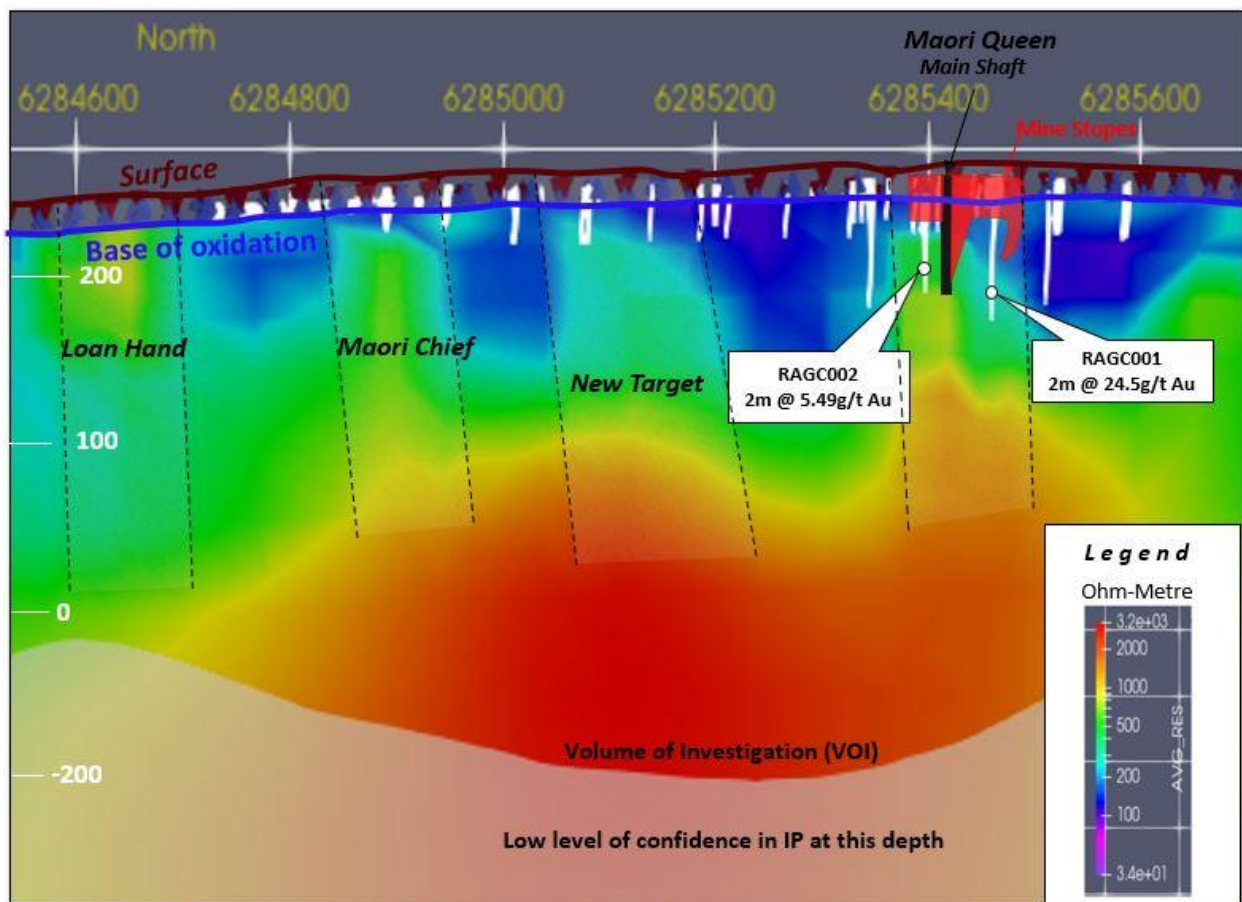 North
Maori Queen
Main Shaft
6284600
6284800
6285000
6285200
6285400
6285600
Mine Stopes
Surface
Base of oxidation
200
Loan Hand
Maori Chief
New Target
RAGC002
2m @ 5.49g/t Au
RAGC001
2m @ 24.5g/t Au
100
0
-200
Volume of Investigation (VOI)
Low level of confidence in IP at this depth
Legend
Ohm-Metre
3.2e+03
2000
1000
500
200
100
3.4e+01
AVG_RES